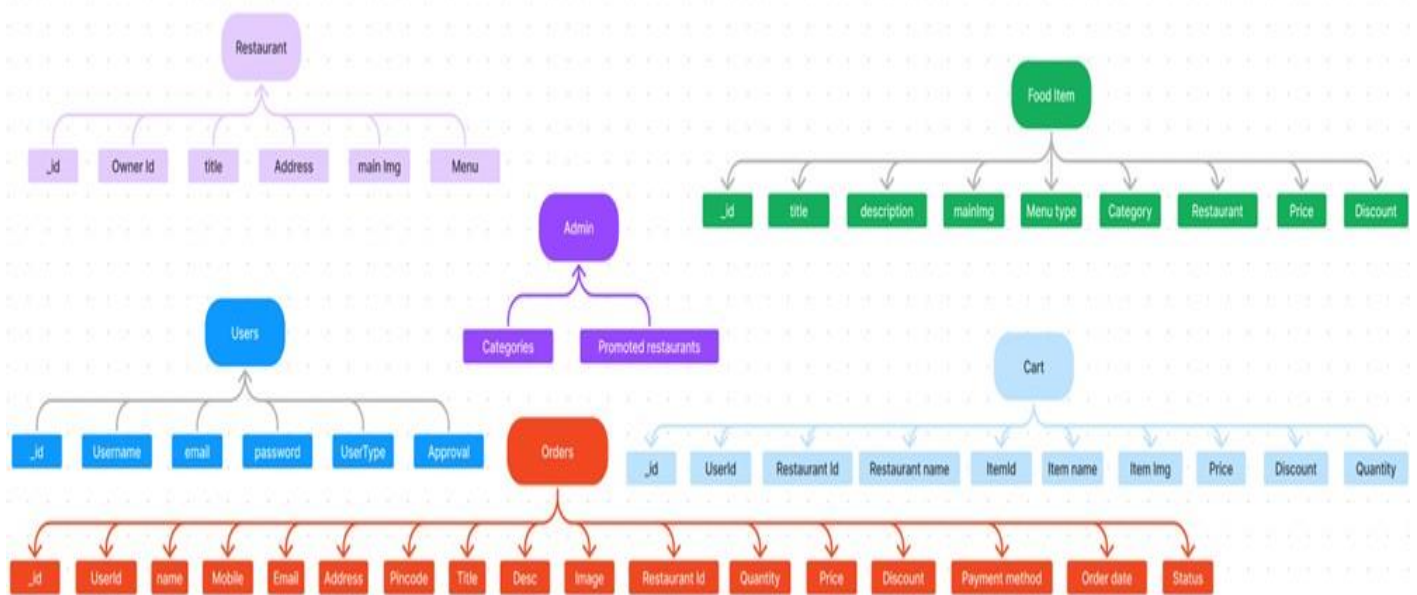 Restaurant
_id Owner Id title Address main Img Menu
Food Item
_id title description mainImg Menu type Category Restaurant Price Discount
Admin
Categories Promoted restaurants
Users
_id Username email password UserType Approval
Cart
_id UserId Restaurant Id Restaurant name ItemId Item name Item Img Price Discount Quantity
Orders
_id UserId name Mobile Email Address Pincode Title Desc Image Restaurant Id Quantity Price Discount Payment method Order date Status